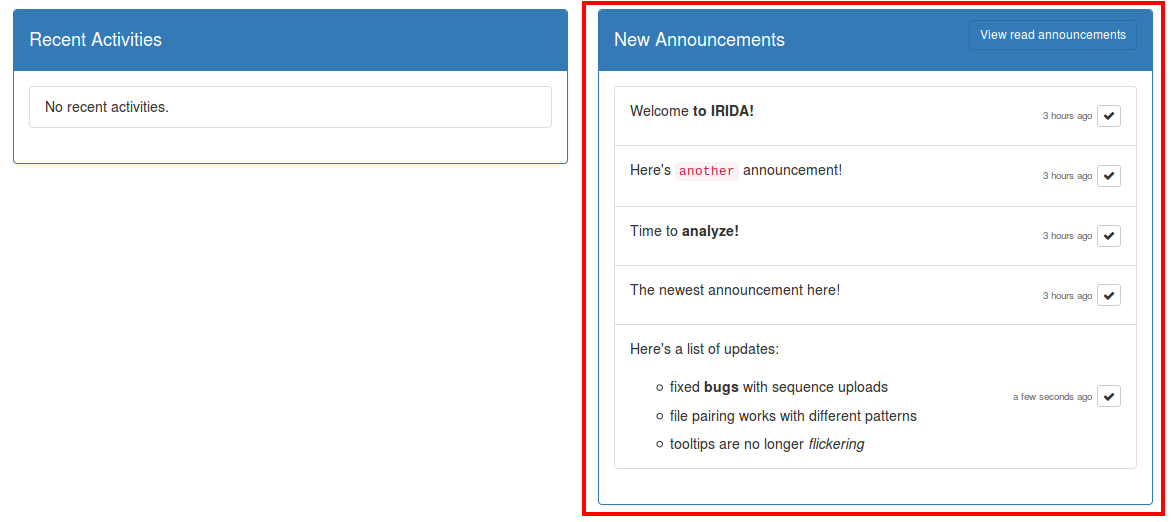 Recent Activities
No recent activities.
New Announcements
View read announcements
Welcome to IRIDA!
3 hours ago
Here's another announcement!
3 hours ago
Time to analyze!
3 hours ago
The newest announcement here!
3 hours ago
Here's a list of updates:
fixed bugs with sequence uploads
file pairing works with different patterns
tooltips are no longer flickering
a few seconds ago